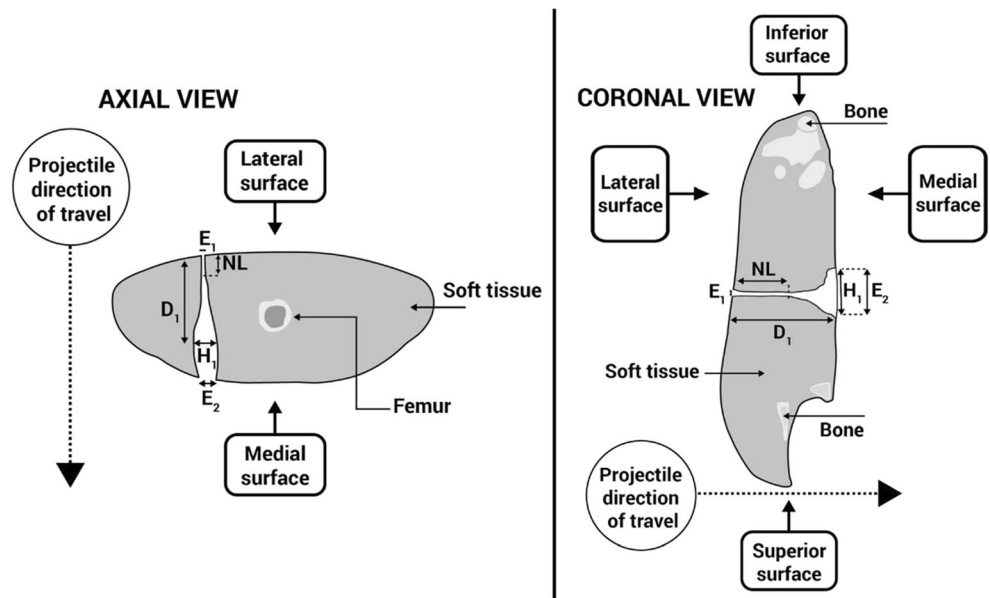 AXIAL VIEW
Projectile
direction
of travel
Lateral
surface
E1
NL
D1
H1
E2
Soft tissue
Femur
Medial
surface
CORONAL VIEW
Inferior
surface
Bone
Lateral
surface
Medial
surface
NL
E1
H1
E2
D1
Soft tissue
Bone
Projectile
direction
of travel
Superior
surface